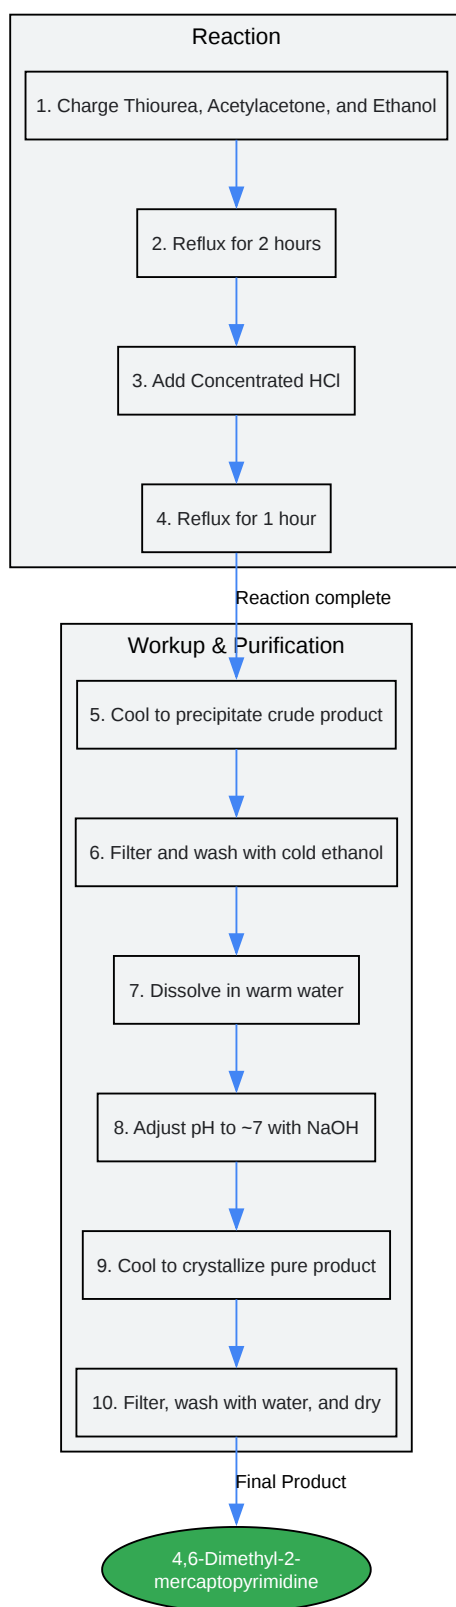 Reaction
1. Charge Thiourea, Acetylacetone, and Ethanol
2. Reflux for 2 hours
3. Add Concentrated HCl
4. Reflux for 1 hour
Reaction complete
Workup & Purification
5. Cool to precipitate crude product
6. Filter and wash with cold ethanol
7. Dissolve in warm water
8. Adjust pH to ~7 with NaOH
9. Cool to crystallize pure product
10. Filter, wash with water, and dry
Final Product
4,6-Dimethyl-2-
mercaptopyrimidine